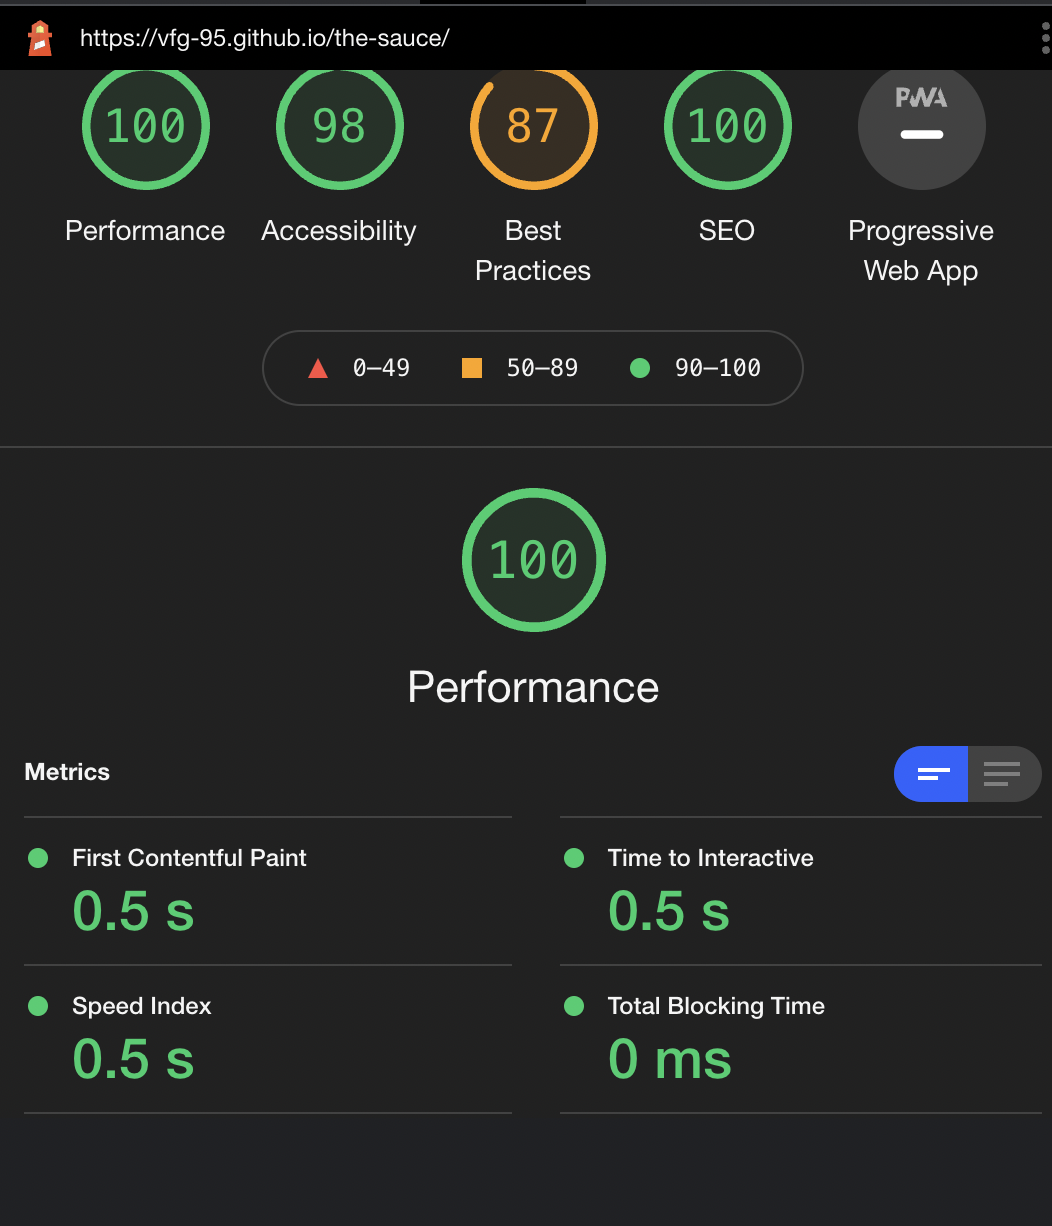 https://vfg-95.github.io/the-sauce/
100 98 87 100 PWA
Performance Accessibility Best Practices SEO Progressive Web App
0–49 50–89 90–100
100
Performance
Metrics
First Contentful Paint
0.5 s
Time to Interactive
0.5 s
Speed Index
0.5 s
Total Blocking Time
0 ms